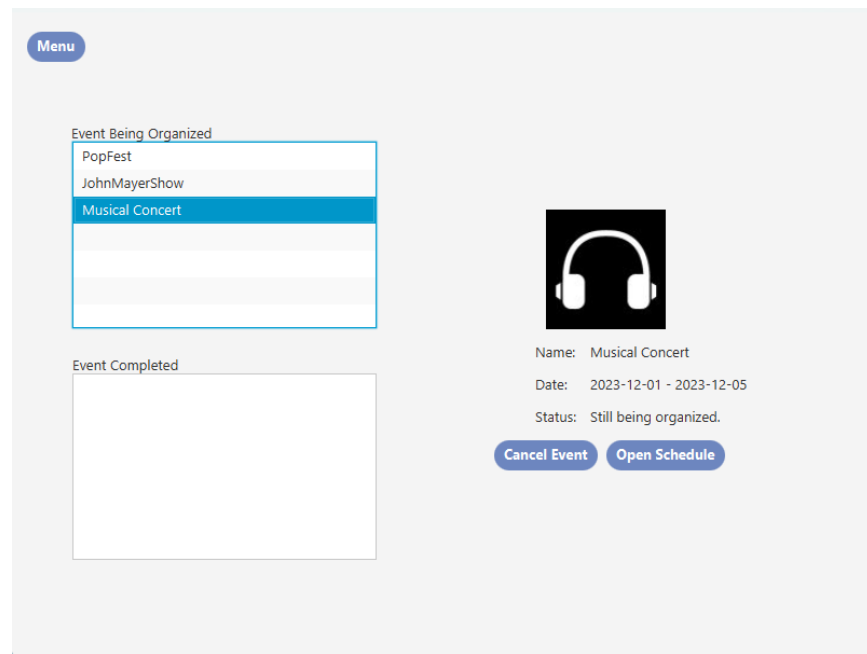 Menu
Event Being Organized
PopFest
JohnMayerShow
Musical Concert
Event Completed
Name: Musical Concert
Date: 2023-12-01 - 2023-12-05
Status: Still being organized.
Cancel Event Open Schedule